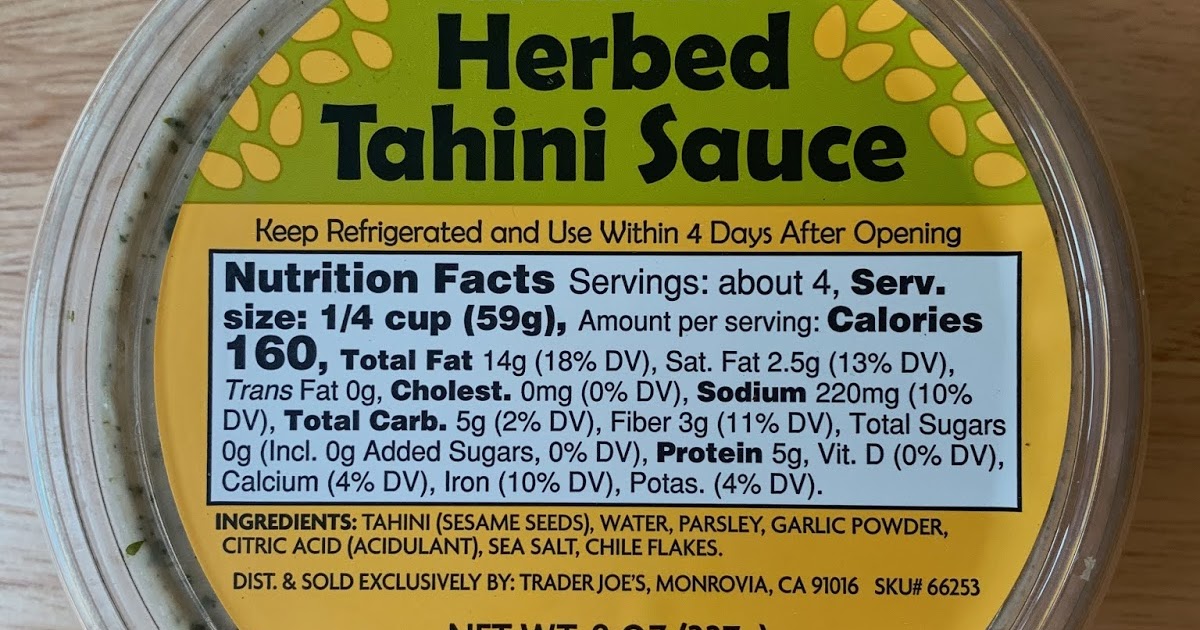 Herbed
Tahini Sauce
Keep Refrigerated and Use Within 4 Days After Opening
Nutrition Facts Servings: about 4, Serv.
size: 1/4 cup (59g), Amount per serving: Calories
160, Total Fat 14g (18% DV), Sat. Fat 2.5g (13% DV),
Trans Fat 0g, Cholest. 0mg (0% DV), Sodium 220mg (10%
DV), Total Carb. 5g (2% DV), Fiber 3g (11% DV), Total Sugars
0g (Incl. 0g Added Sugars, 0% DV), Protein 5g, Vit. D (0% DV),
Calcium (4% DV), Iron (10% DV), Potas. (4% DV).
INGREDIENTS: TAHINI (SESAME SEEDS), WATER, PARSLEY, GARLIC POWDER,
CITRIC ACID (ACIDULANT), SEA SALT, CHILE FLAKES.
DIST. & SOLD EXCLUSIVELY BY: TRADER JOE'S, MONROVIA, CA 91016 SKU# 66253
NET WT.